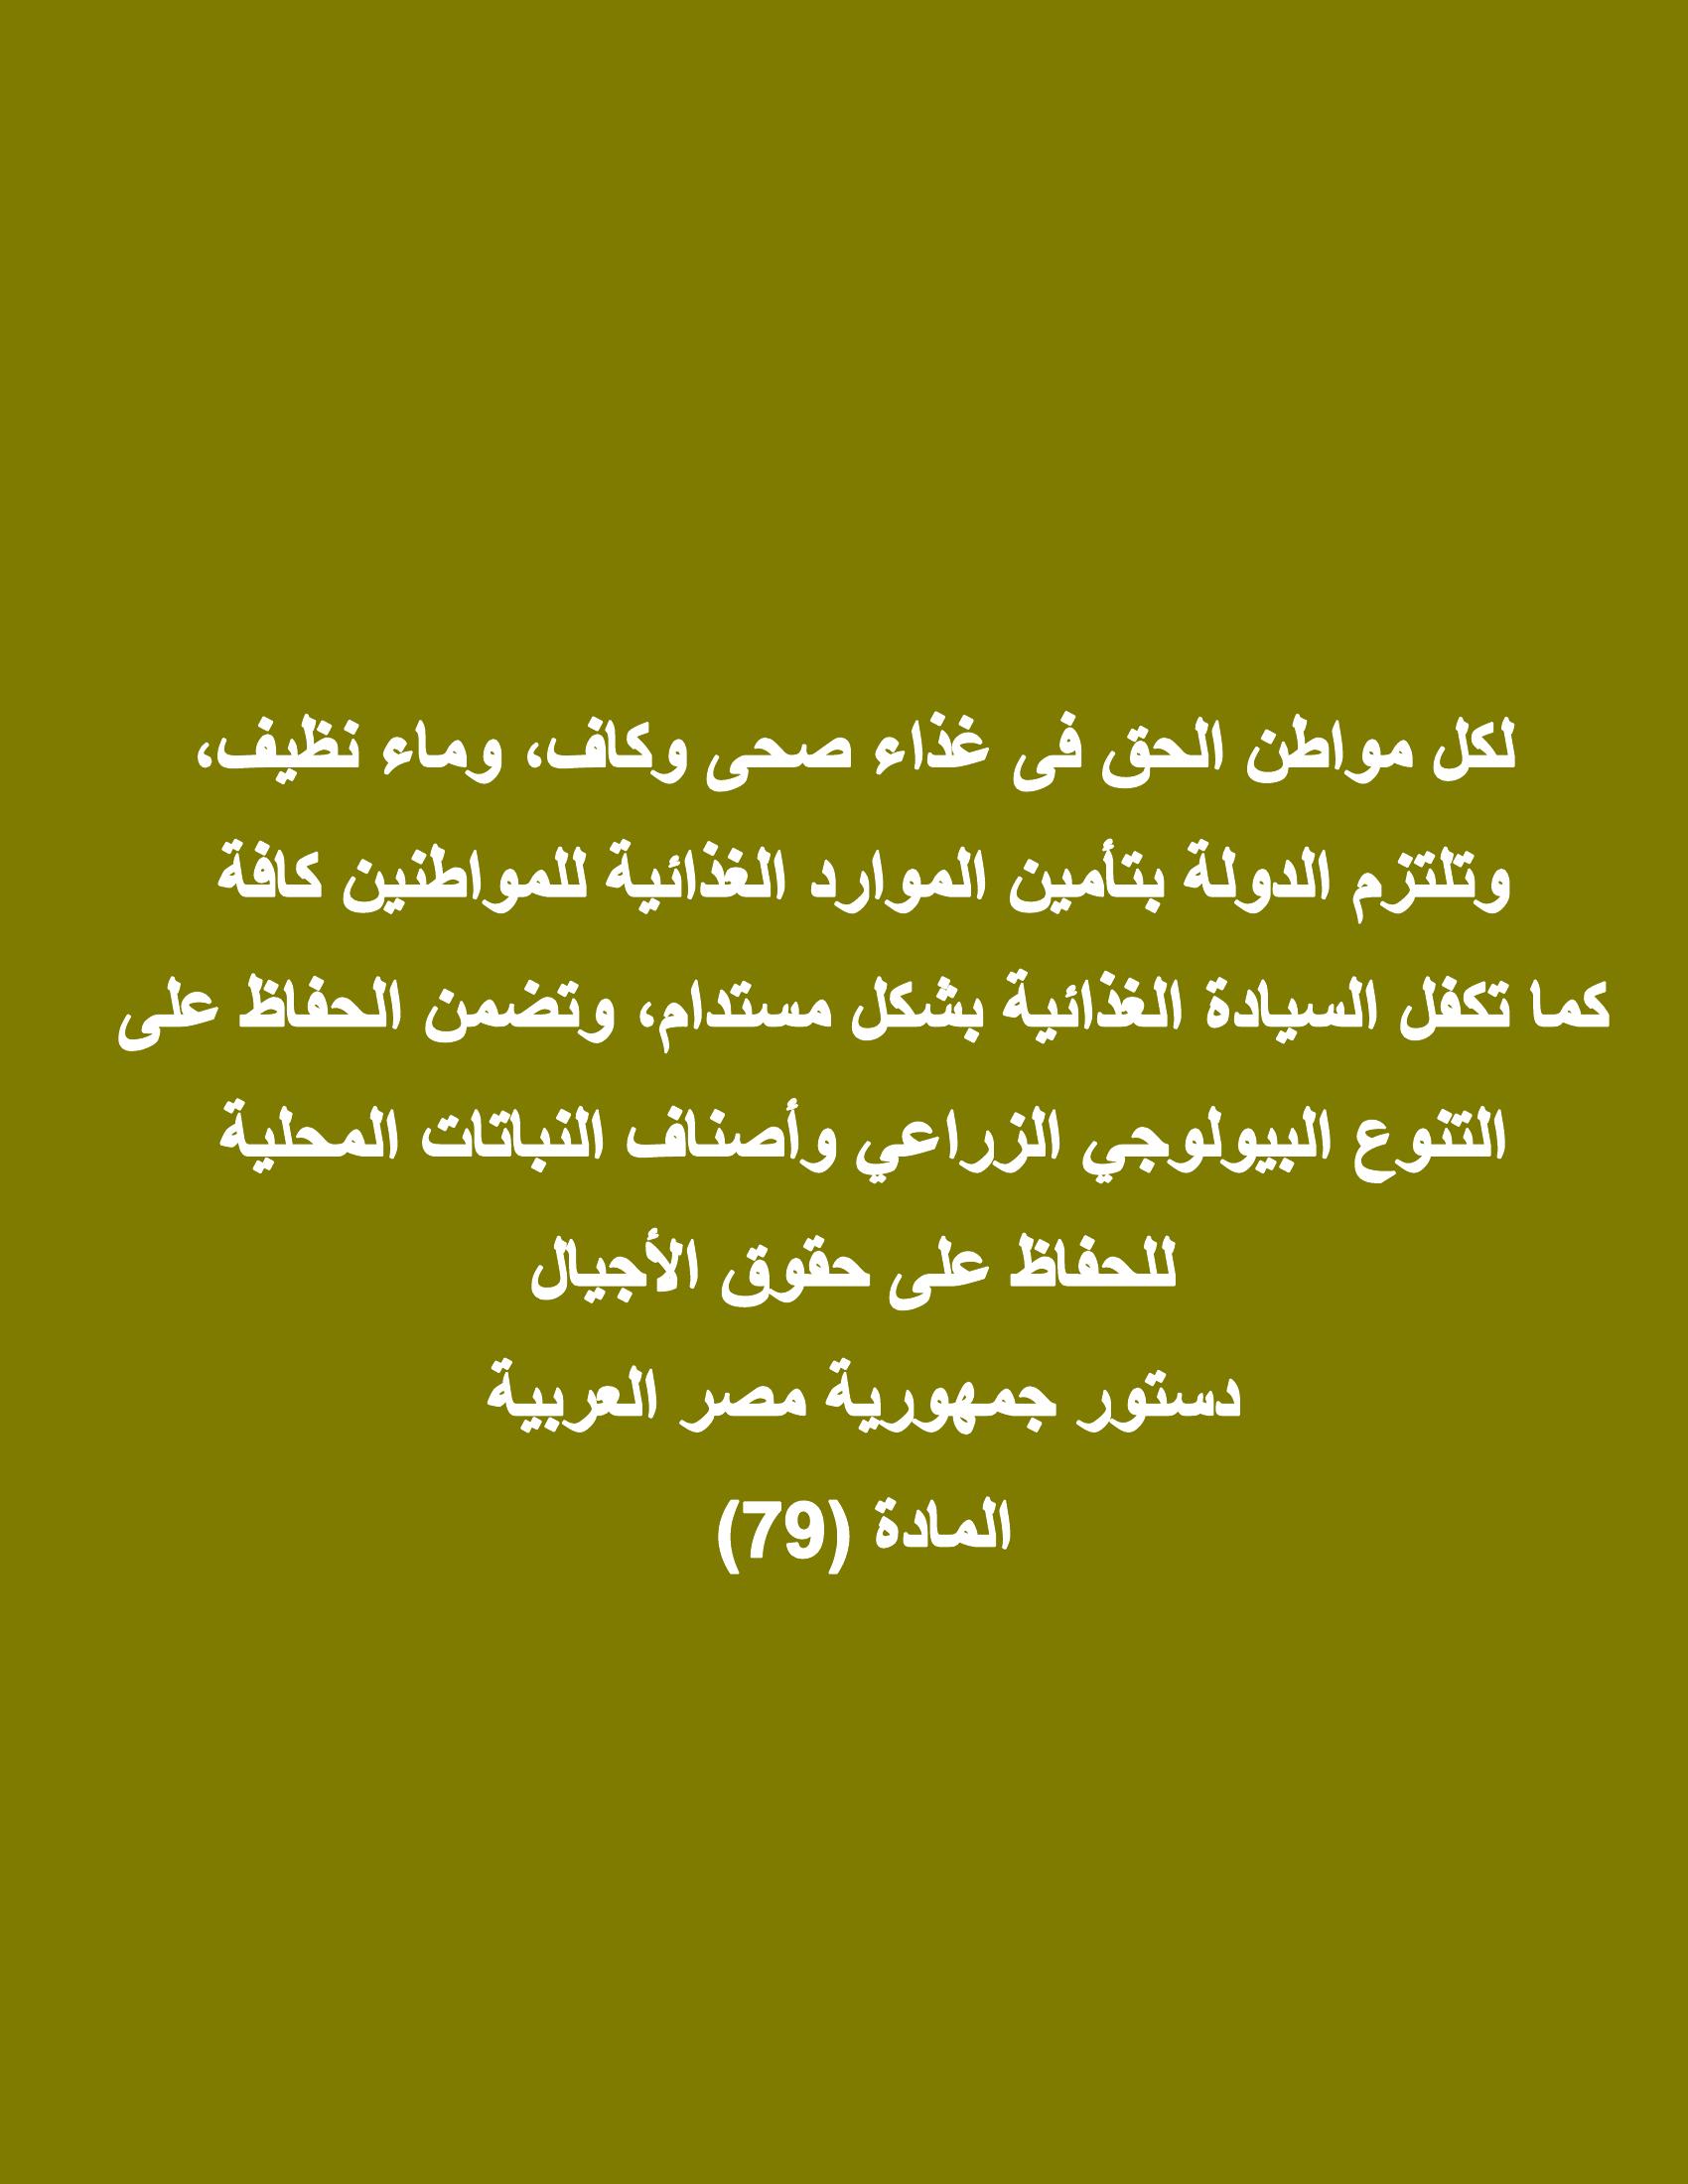 لكل مواطن الحق فى غذاء صحى وكاف، وماء نظيف،
وتلتزم الدولة بتأمين الموارد الغذائية للمواطنين كافة
كما تكفل السيادة الغذائية بشكل مستدام، وتضمن الحفاظ على
التنوع البيولوجي الزراعي وأصناف النباتات المحلية
للحفاظ على حقوق الأجيال
دستور جمهورية مصر العربية
المادة (79)